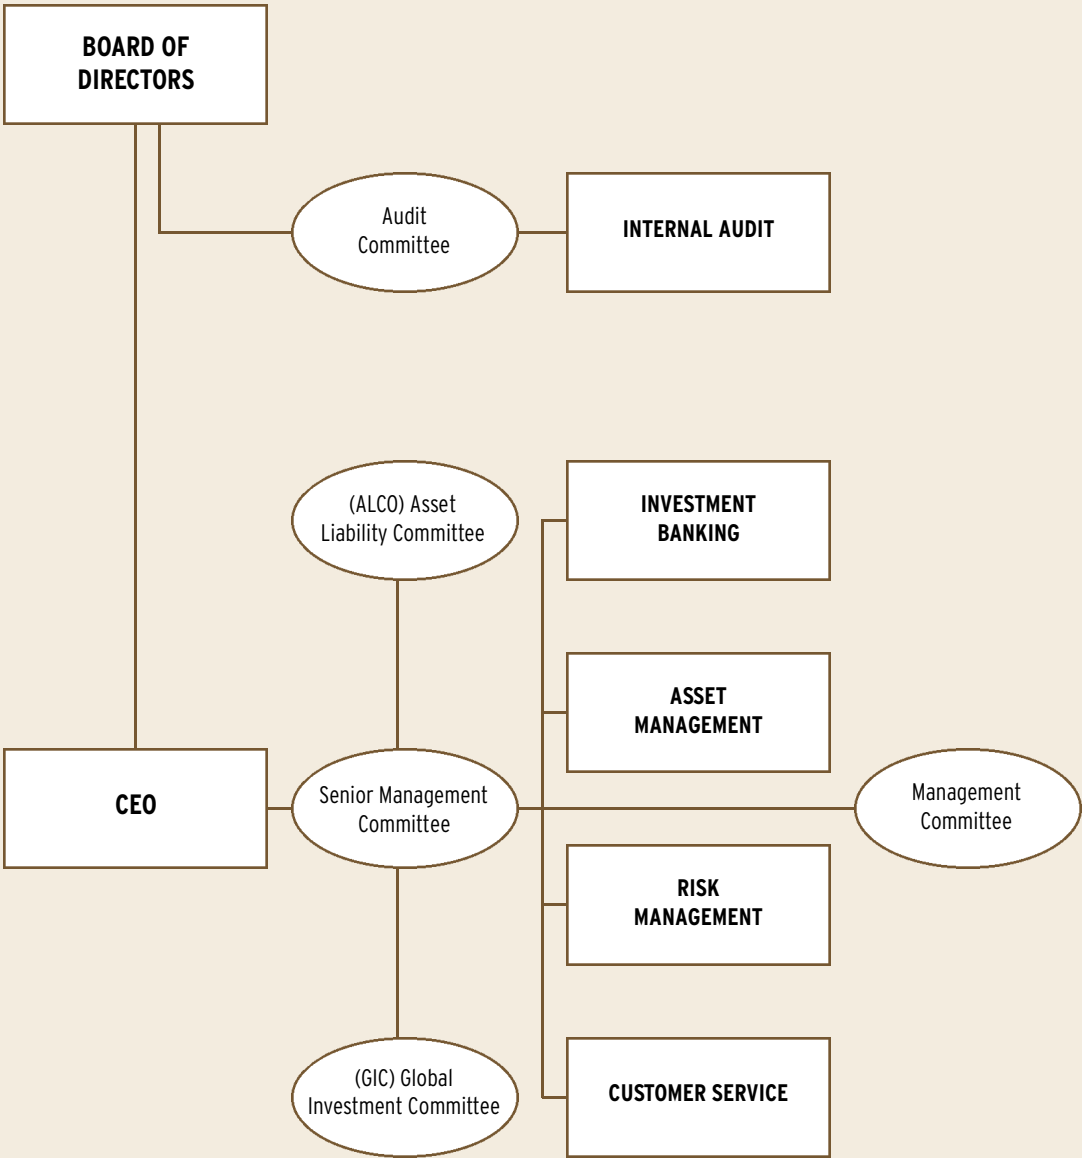 BOARD OF
DIRECTORS
Audit
Committee
INTERNAL AUDIT
(ALCO) Asset
Liability Committee
INVESTMENT
BANKING
ASSET
MANAGEMENT
CEO
Senior Management
Committee
Management
Committee
RISK
MANAGEMENT
(GIC) Global
Investment Committee
CUSTOMER SERVICE